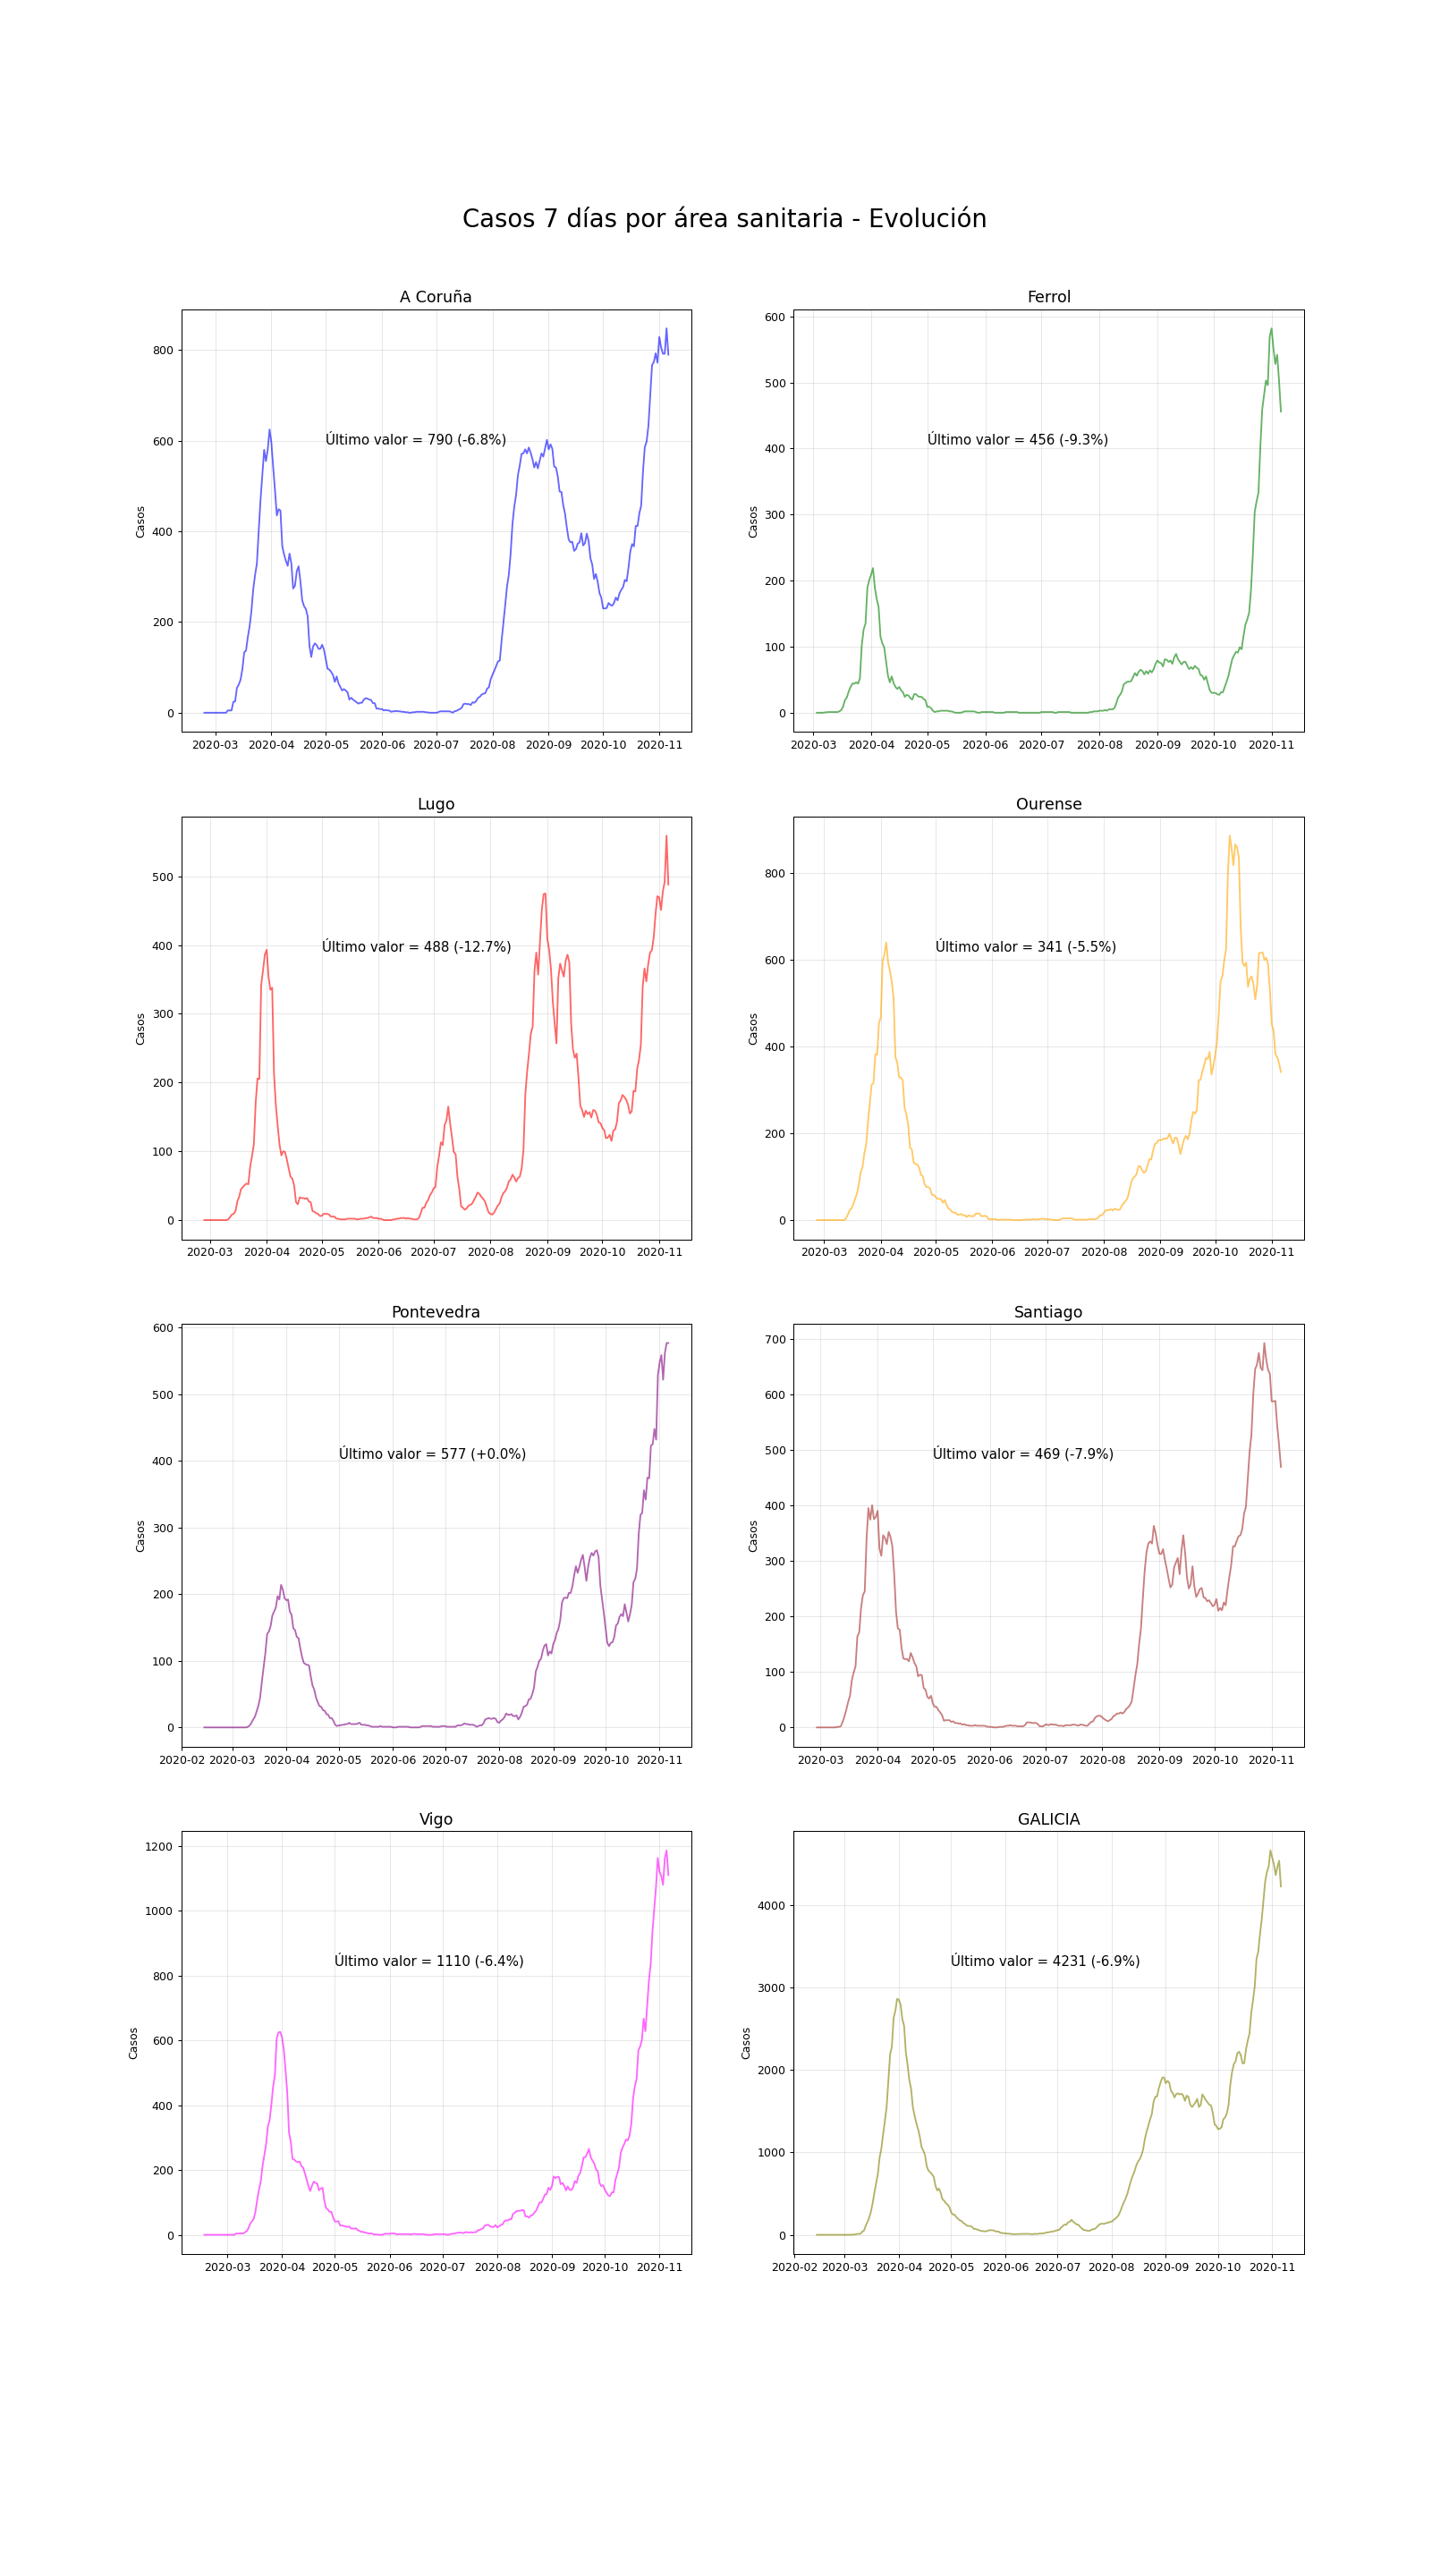 Casos 7 días por área sanitaria - Evolución
A Coruña
800
600
400
200
0
Casos
Último valor = 790 (-6.8%)
2020-03 2020-04 2020-05 2020-06 2020-07 2020-08 2020-09 2020-10 2020-11
Ferrol
600
500
400
300
200
100
0
Casos
Último valor = 456 (-9.3%)
2020-03 2020-04 2020-05 2020-06 2020-07 2020-08 2020-09 2020-10 2020-11
Lugo
500
400
300
200
100
0
Casos
Último valor = 488 (-12.7%)
2020-03 2020-04 2020-05 2020-06 2020-07 2020-08 2020-09 2020-10 2020-11
Ourense
800
600
400
200
0
Casos
Último valor = 341 (-5.5%)
2020-03 2020-04 2020-05 2020-06 2020-07 2020-08 2020-09 2020-10 2020-11
Pontevedra
600
500
400
300
200
100
0
Casos
Último valor = 577 (+0.0%)
2020-02 2020-03 2020-04 2020-05 2020-06 2020-07 2020-08 2020-09 2020-10 2020-11
Santiago
700
600
500
400
300
200
100
0
Casos
Último valor = 469 (-7.9%)
2020-03 2020-04 2020-05 2020-06 2020-07 2020-08 2020-09 2020-10 2020-11
Vigo
1200
1000
800
600
400
200
0
Casos
Último valor = 1110 (-6.4%)
2020-03 2020-04 2020-05 2020-06 2020-07 2020-08 2020-09 2020-10 2020-11
GALICIA
4000
3000
2000
1000
0
Casos
Último valor = 4231 (-6.9%)
2020-02 2020-03 2020-04 2020-05 2020-06 2020-07 2020-08 2020-09 2020-10 2020-11